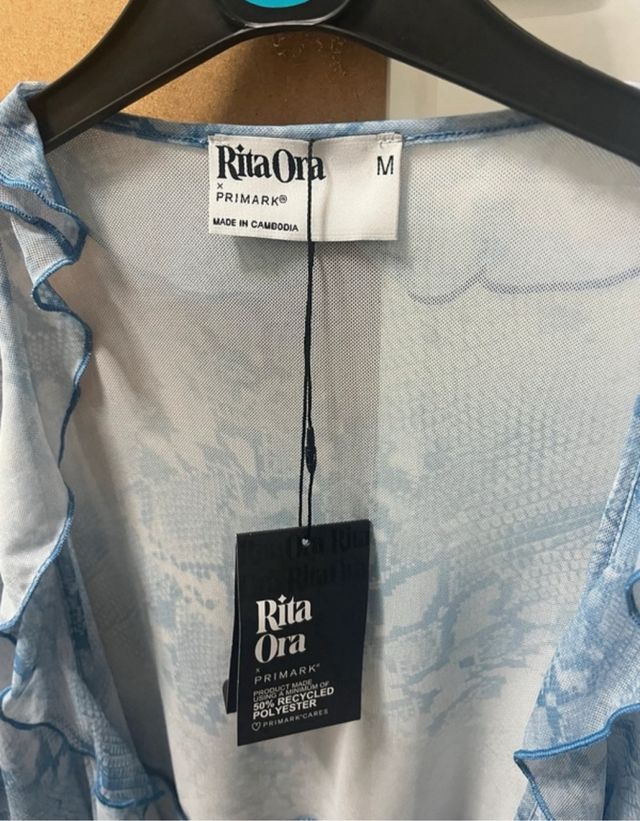 Rita Ora M
×
PRIMARK®
MADE IN CAMBODIA
Rita
Ora
×
PRIMARK®
PRODUCT MADE
USING A MINIMUM OF
50% RECYCLED
POLYESTER
PRIMARK®CARES